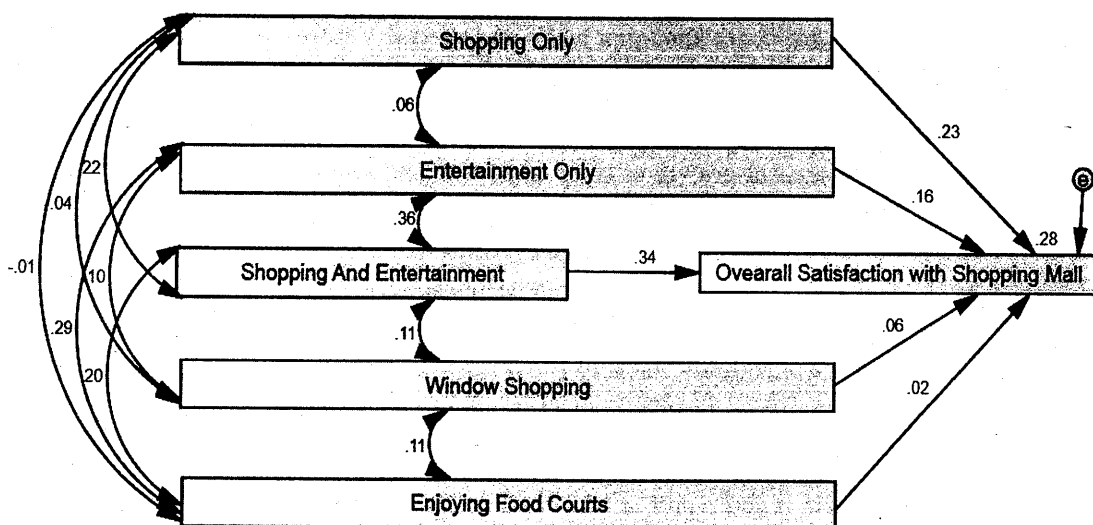 Shopping Only
.06
.23
Entertainment Only
.22
.16
e
.04
.36
.28
-.01
.10
Shopping And Entertainment
.34
Ovearall Satisfaction with Shopping Mall
.29
.11
.06
.20
Window Shopping
.02
.11
Enjoying Food Courts